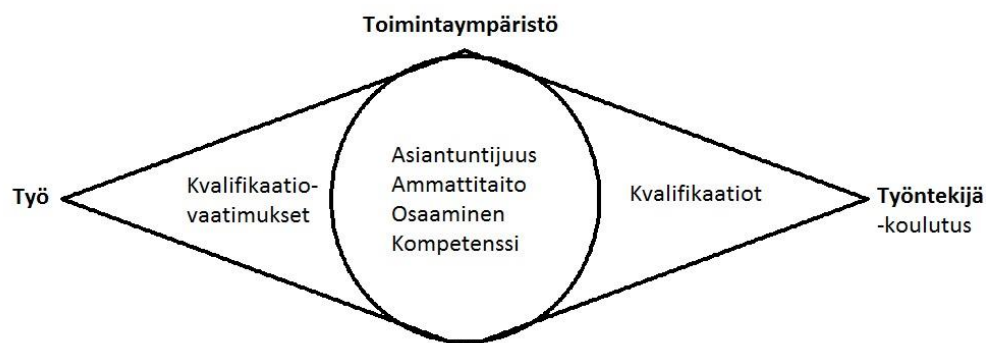 Toimintaympäristö
Työ
Kvalifikaatio-
vaatimukset
Asiantuntijuus
Ammattitaito
Osaaminen
Kompetenssi
Kvalifikaatiot
Työntekijä
-koulutus